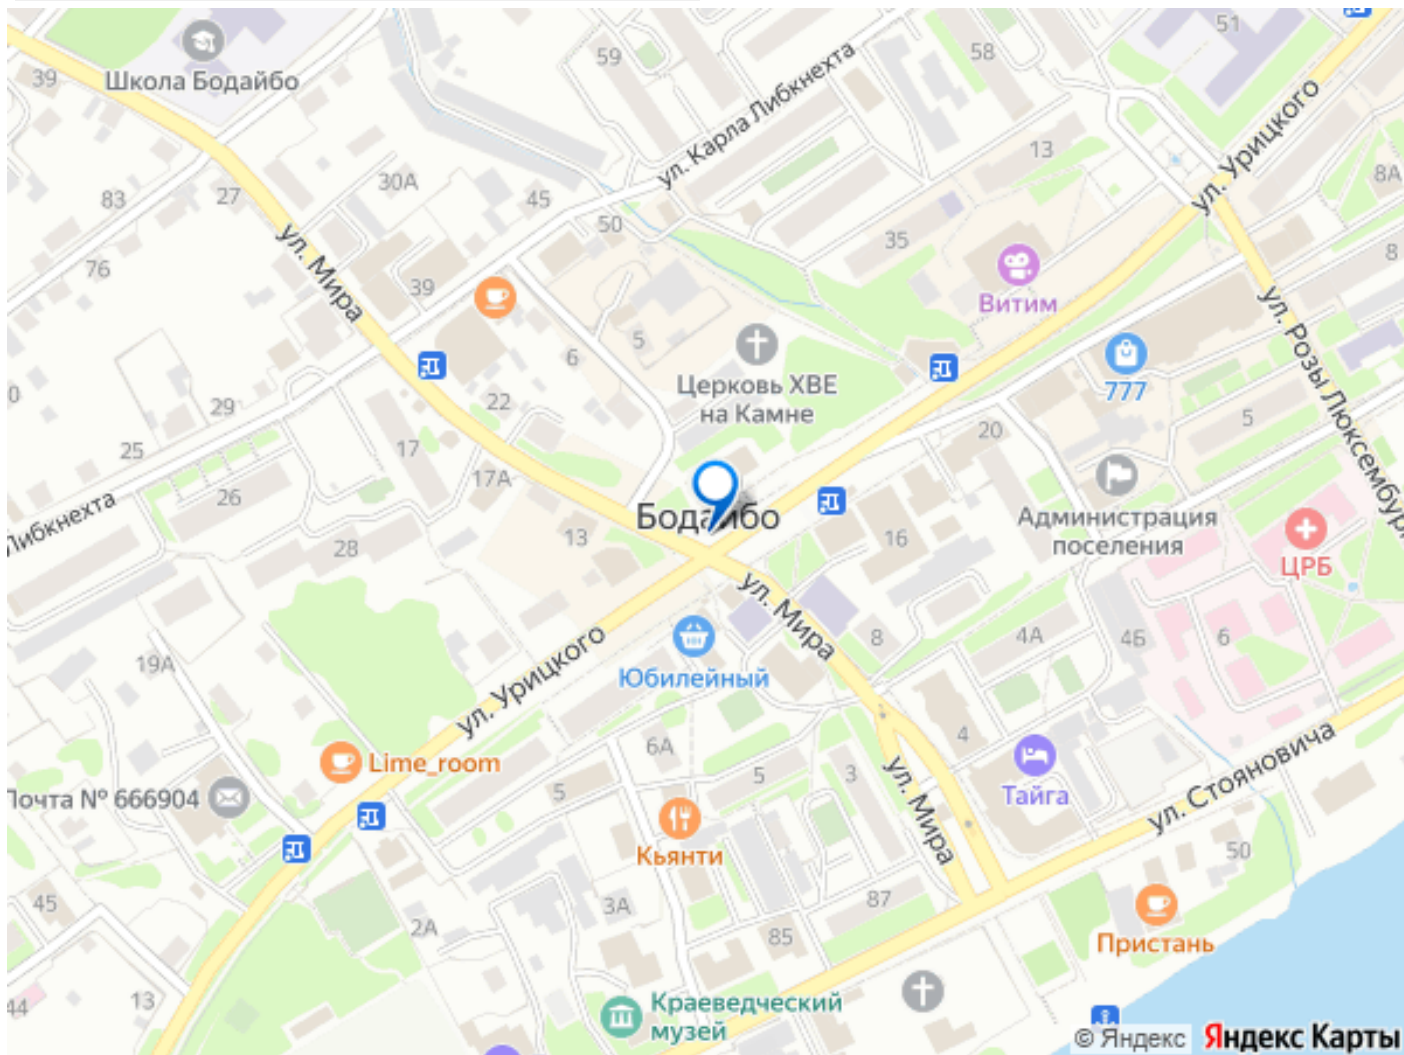 51
59
58
39
Школа Бодайбо
ул. Карла Либкнехта
ул. Урицкого
13
8А
30А
83
27
45
50
35
ул. Мира
76
8
39
Витим
ул. Розы Люксембург
5
6
Церковь ХВЕ
на Камне
777
0
22
29
5
20
17
25
17А
26
Либкнехта
Бодайбо
Администрация
поселения
13
16
28
ЦРБ
ул. Мира
8
4А
4Б
6
19А
Юбилейный
ул. Урицкого
6А
4
ул. Стояновича
Lime_room
5
5
3
Тайга
Почта № 666904
ул. Мира
Кьянти
50
45
3А
87
2А
85
Пристань
44
13
Краеведческий
музей
© Яндекс Яндекс Карты